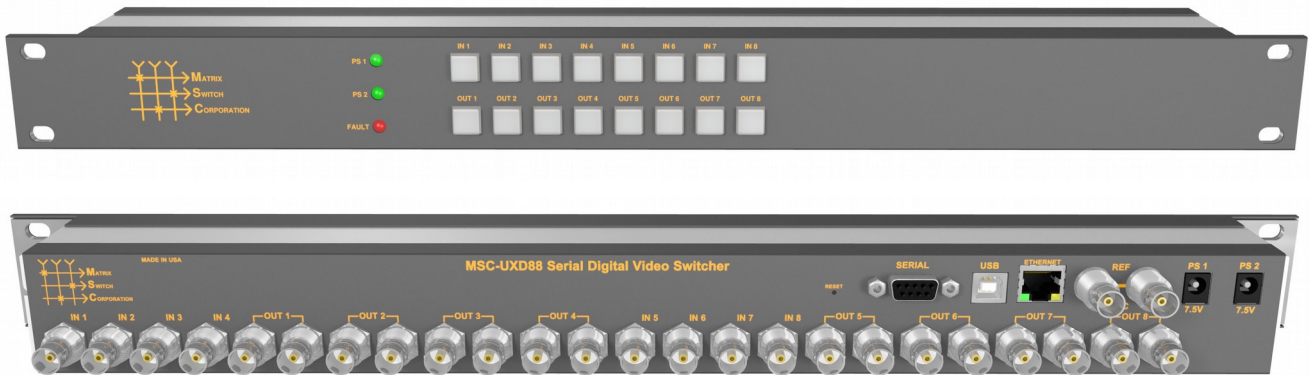 IN 1 IN 2 IN 3 IN 4 IN 5 IN 6 IN 7 IN 8
PS 1
MATRIX
SWITCH
CORPORATION
PS 2
OUT 1 OUT 2 OUT 3 OUT 4 OUT 5 OUT 6 OUT 7 OUT 8
FAULT
MADE IN USA
MSC-UXD88 Serial Digital Video Switcher
SERIAL USB ETHERNET REF PS 1 PS 2
MATRIX
SWITCH
CORPORATION
RESET
7.5V 7.5V
IN 1 IN 2 IN 3 IN 4 OUT 1 OUT 2 OUT 3 OUT 4 IN 5 IN 6 IN 7 IN 8 OUT 5 OUT 6 OUT 7 OUT 8